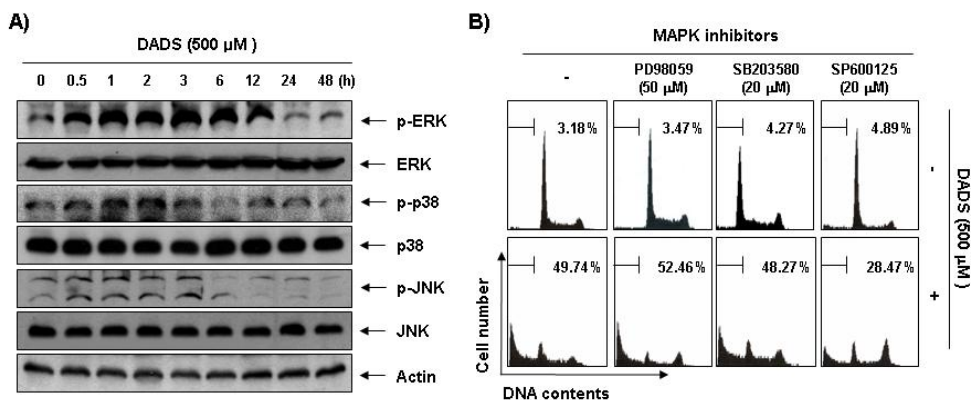 A)
DADS (500 µM )
0 0.5 1 2 3 6 12 24 48 (h)
p-ERK
ERK
p-p38
p38
p-JNK
JNK
Actin
B)
MAPK inhibitors
- PD98059 SB203580 SP600125
(50 µM) (20 µM) (20 µM)
3.18% 3.47% 4.27% 4.89%
-
49.74% 52.46% 48.27% 28.47%
+
DADS (500 µM )
Cell number
DNA contents